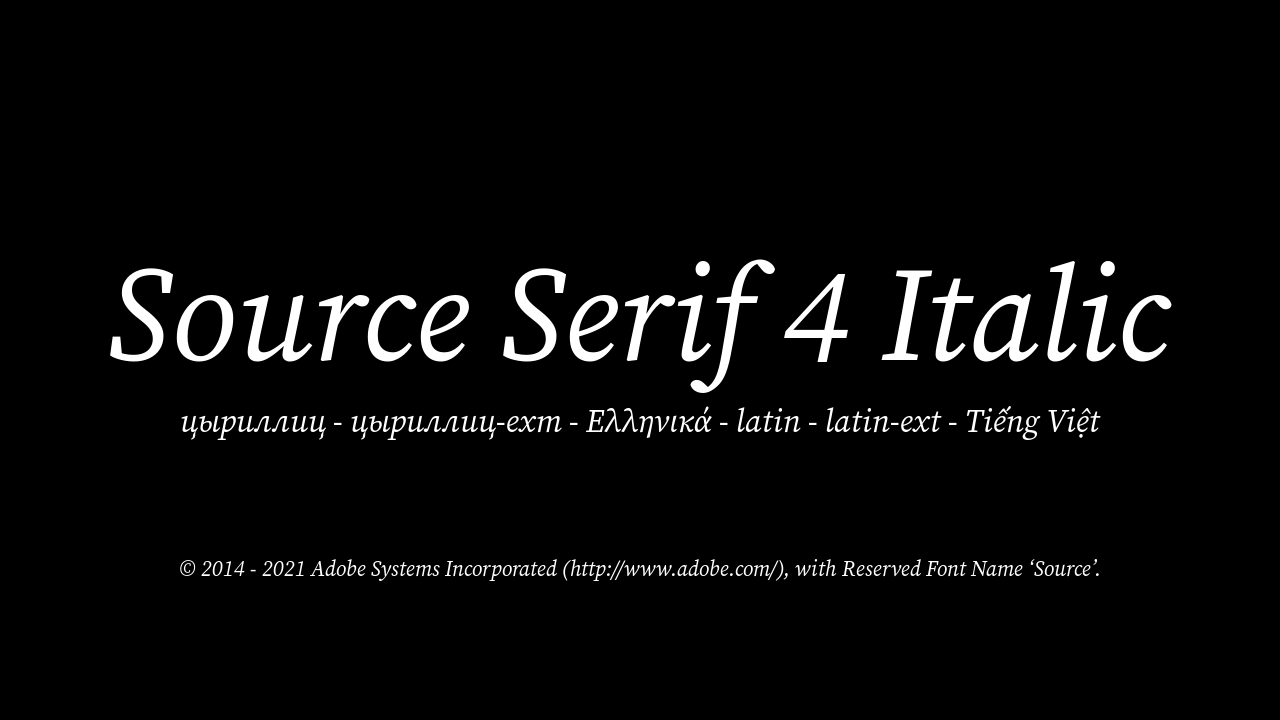 Source Serif 4 Italic
цыриллиц - цыриллиц-ext - Ελληνικά - latin - latin-ext - Tiếng Việt
© 2014 - 2021 Adobe Systems Incorporated (http://www.adobe.com/), with Reserved Font Name ‘Source’.